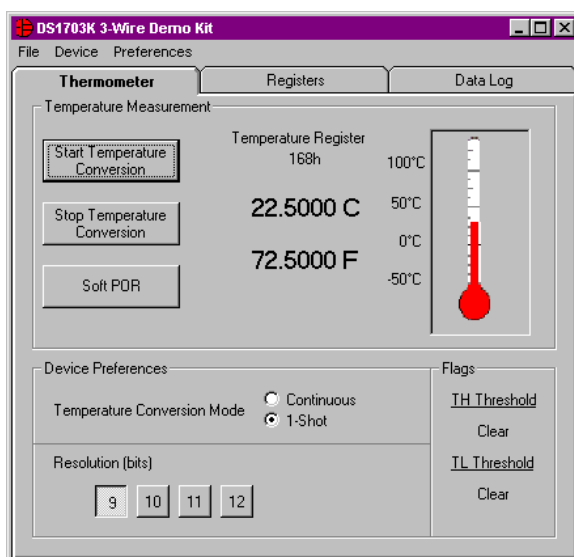 DS1703K 3-Wire Demo Kit
File Device Preferences
Thermometer Registers Data Log
Temperature Measurement
Start Temperature
Conversion
Stop Temperature
Conversion
Soft POR
Temperature Register
168h
22.5000 C
72.5000 F
100°C
50°C
0°C
-50°C
Device Preferences
Temperature Conversion Mode
Continuous
1-Shot
Resolution (bits)
9 10 11 12
Flags
TH Threshold
Clear
TL Threshold
Clear